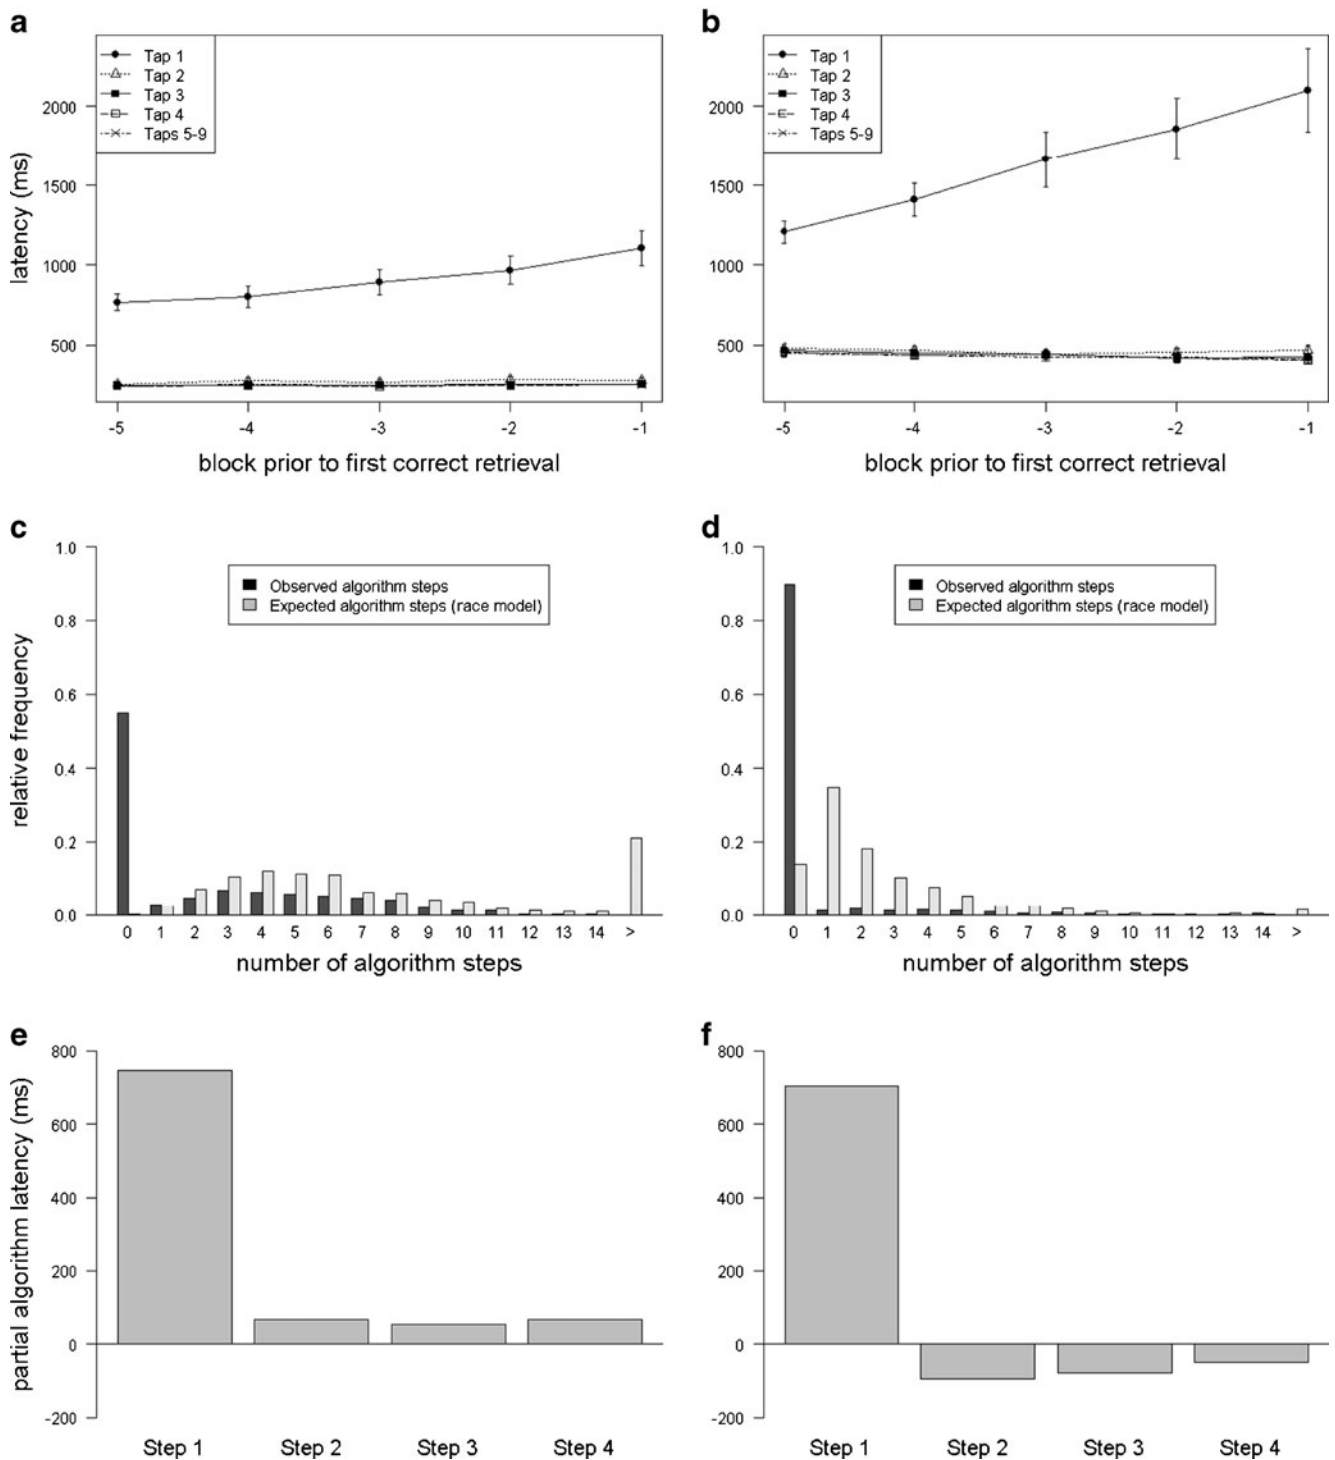 a
Tap 1
Tap 2
Tap 3
Tap 4
Taps 5-9
latency (ms)
2000
1500
1000
500
-5 -4 -3 -2 -1
block prior to first correct retrieval
b
Tap 1
Tap 2
Tap 3
Tap 4
Taps 5-9
2000
1500
1000
500
-5 -4 -3 -2 -1
block prior to first correct retrieval
c
Observed algorithm steps
Expected algorithm steps (race model)
relative frequency
1.0
0.8
0.6
0.4
0.2
0.0
0 1 2 3 4 5 6 7 8 9 10 11 12 13 14 >
number of algorithm steps
d
Observed algorithm steps
Expected algorithm steps (race model)
1.0
0.8
0.6
0.4
0.2
0.0
0 1 2 3 4 5 6 7 8 9 10 11 12 13 14 >
number of algorithm steps
e
partial algorithm latency (ms)
800
600
400
200
0
-200
Step 1 Step 2 Step 3 Step 4
f
800
600
400
200
0
-200
Step 1 Step 2 Step 3 Step 4